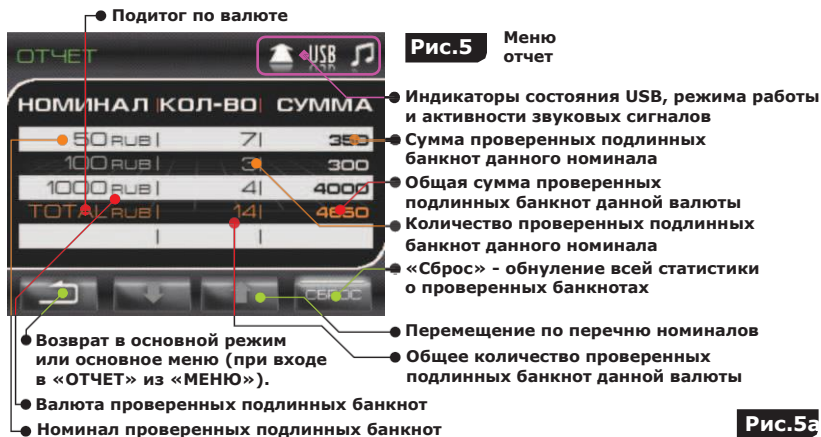 Подитог по валюте
ОТЧЕТ
USB
Рис.5
Меню
отчет
НОМИНАЛ КОЛ-ВО СУММА
50 RUB 7 350
100 RUB 3 300
1000 RUB 4 4000
TOTAL RUB 14 4650
СБРОС
Индикаторы состояния USB, режима работы
и активности звуковых сигналов
Сумма проверенных подлинных
банкнот данного номинала
Общая сумма проверенных
подлинных банкнот данной валюты
Количество проверенных подлинных
банкнот данного номинала
«Сброс» - обнуление всей статистики
о проверенных банкнотах
Перемещение по перечню номиналов
Общее количество проверенных
подлинных банкнот данной валюты
Возврат в основной режим
или основное меню (при входе
в «ОТЧЕТ» из «МЕНЮ»).
Валюта проверенных подлинных банкнот
Номинал проверенных подлинных банкнот
Рис.5а